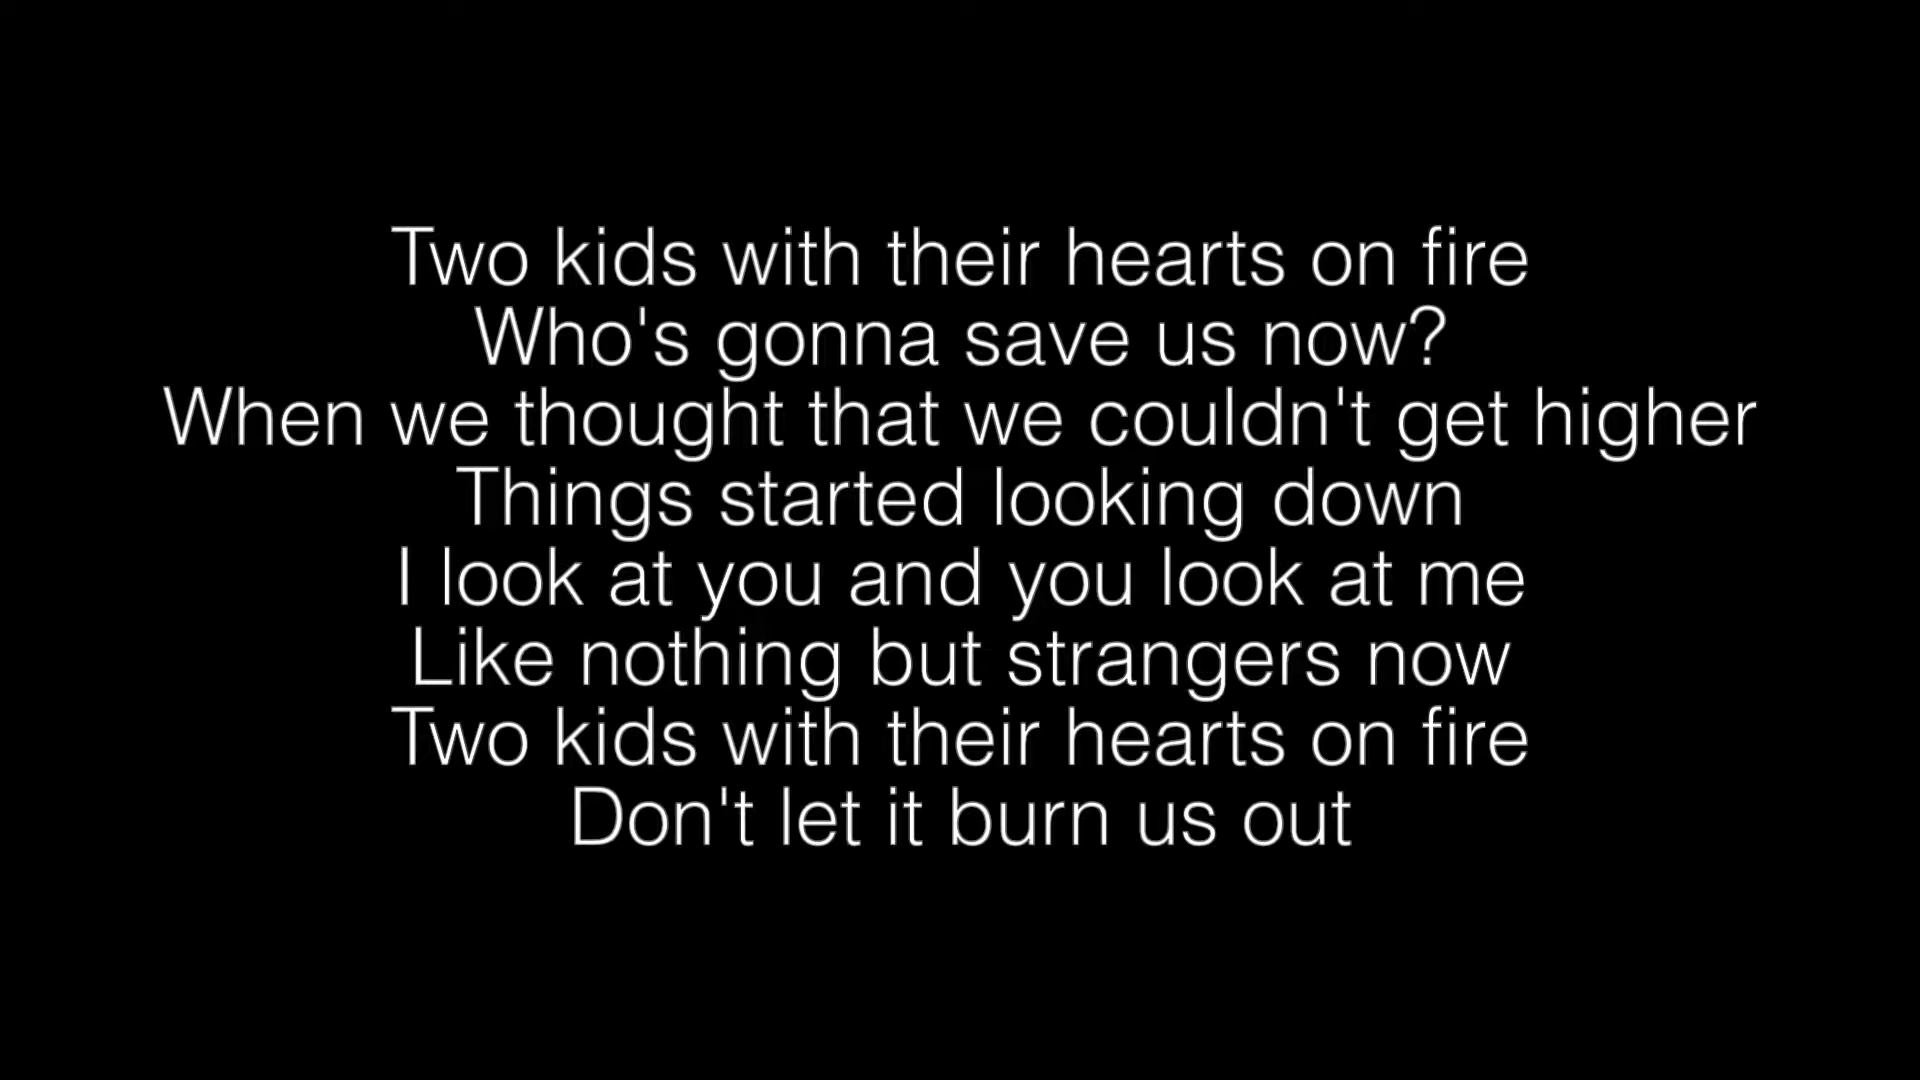 Two kids with their hearts on fire
Who's gonna save us now?
When we thought that we couldn't get higher
Things started looking down
I look at you and you look at me
Like nothing but strangers now
Two kids with their hearts on fire
Don't let it burn us out